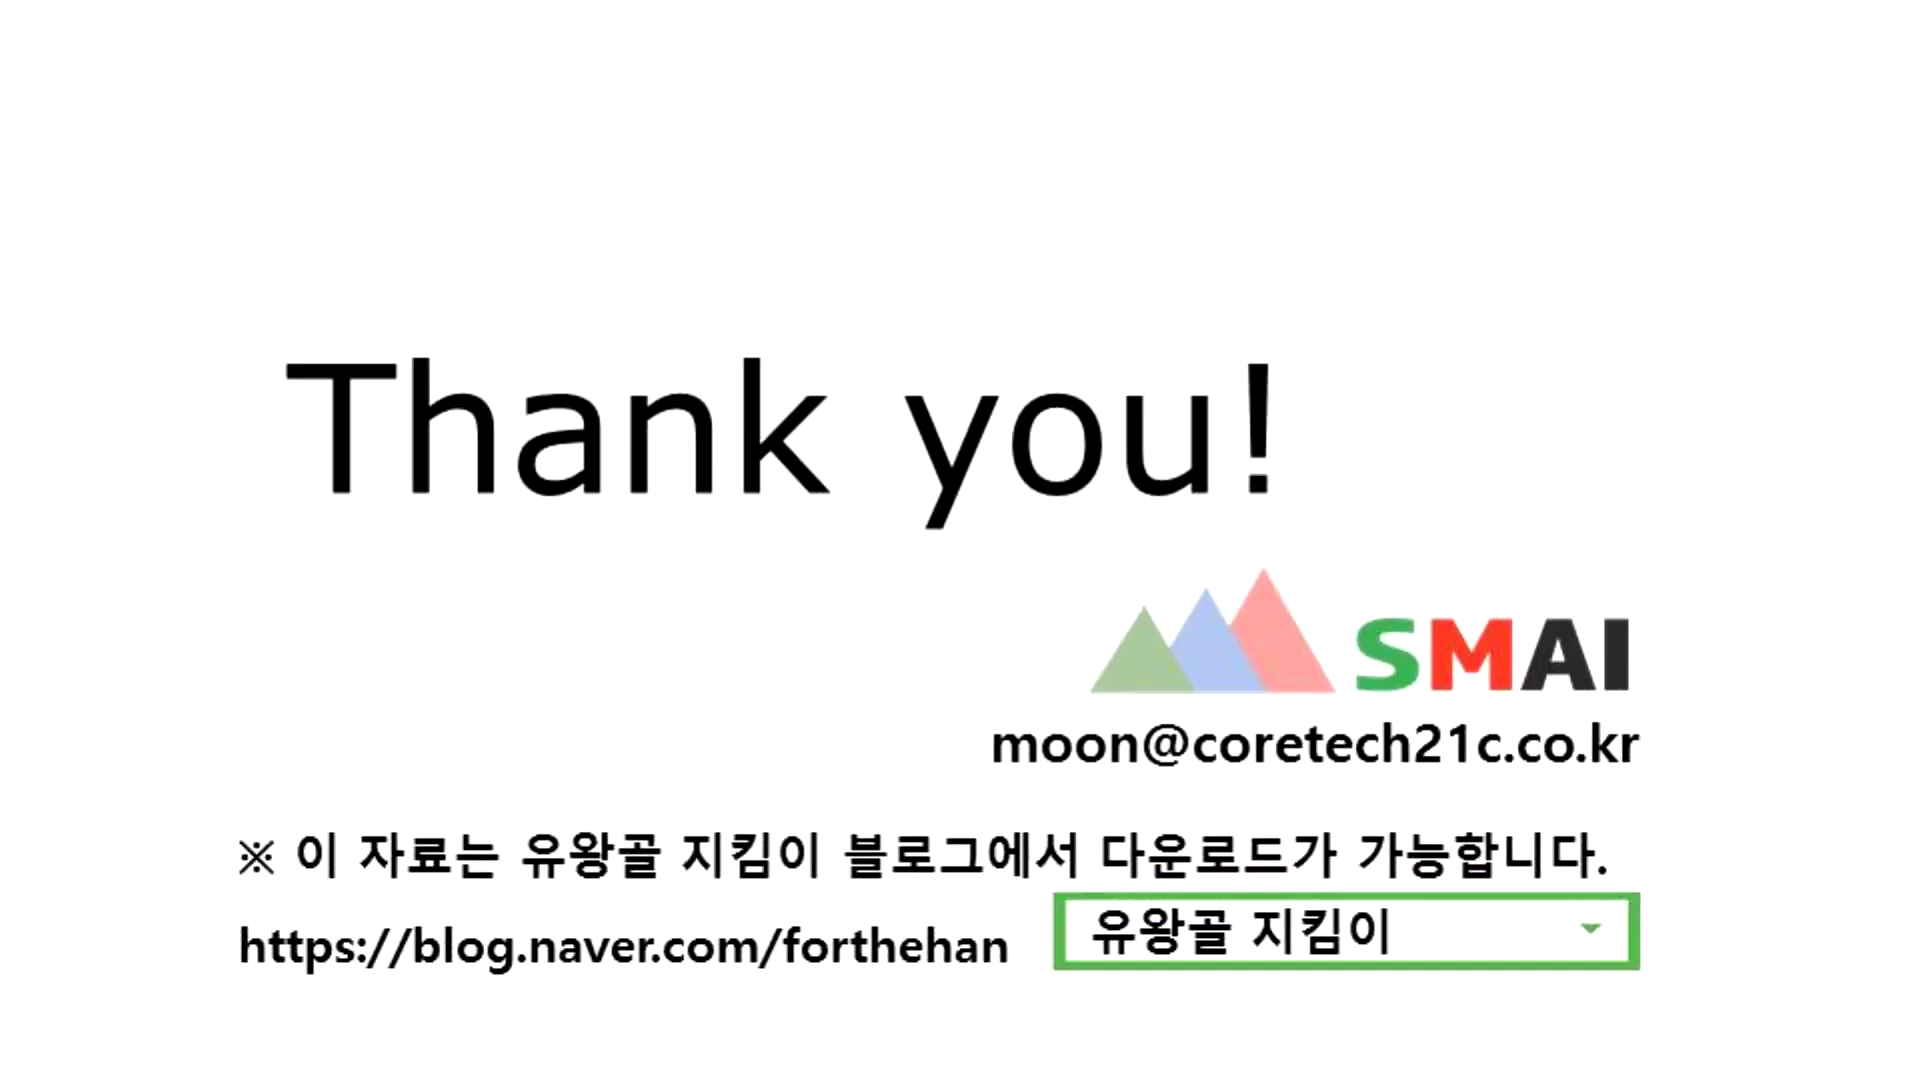 Thank you!
SMAI
moon@coretech21c.co.kr
※ 이 자료는 유왕골 지킴이 블로그에서 다운로드가 가능합니다.
https://blog.naver.com/forthehan
유왕골 지킴이